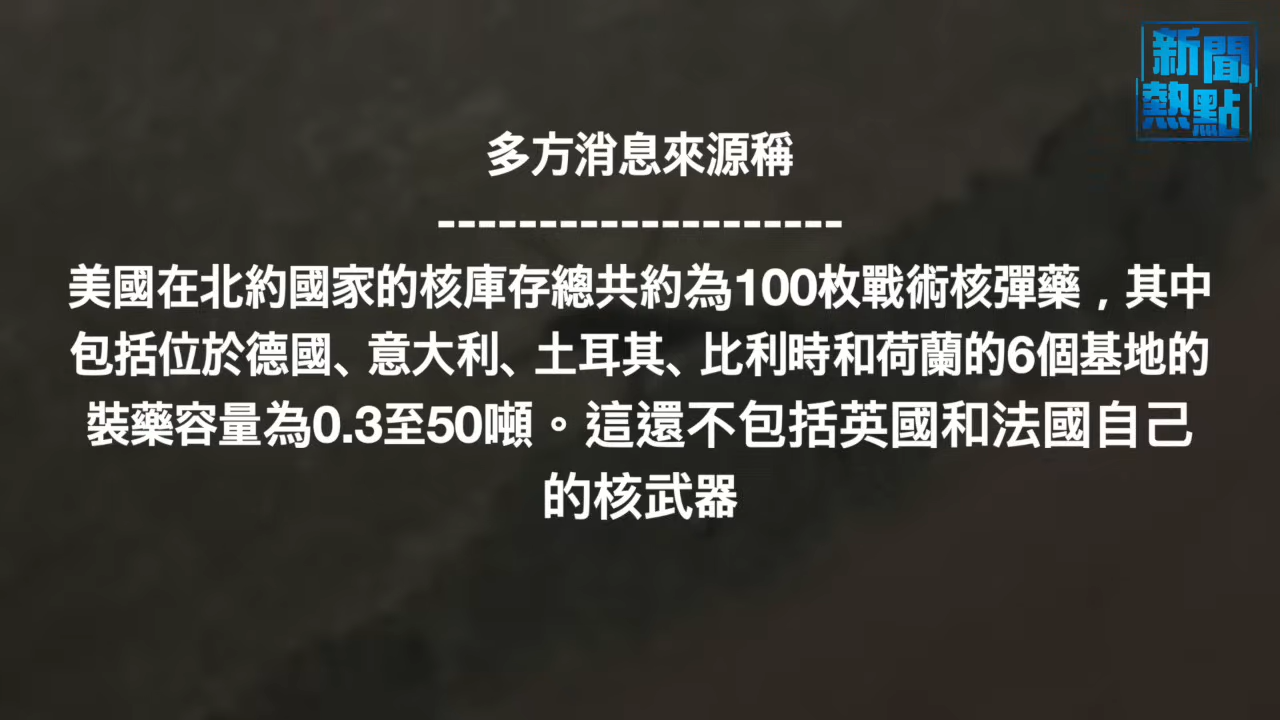 新聞
熱點
多方消息來源稱
--------------------
美國在北約國家的核庫存總共約為100枚戰術核彈藥，其中
包括位於德國、意大利、土耳其、比利時和荷蘭的6個基地的
裝藥容量為0.3至50噸。這還不包括英國和法國自己
的核武器